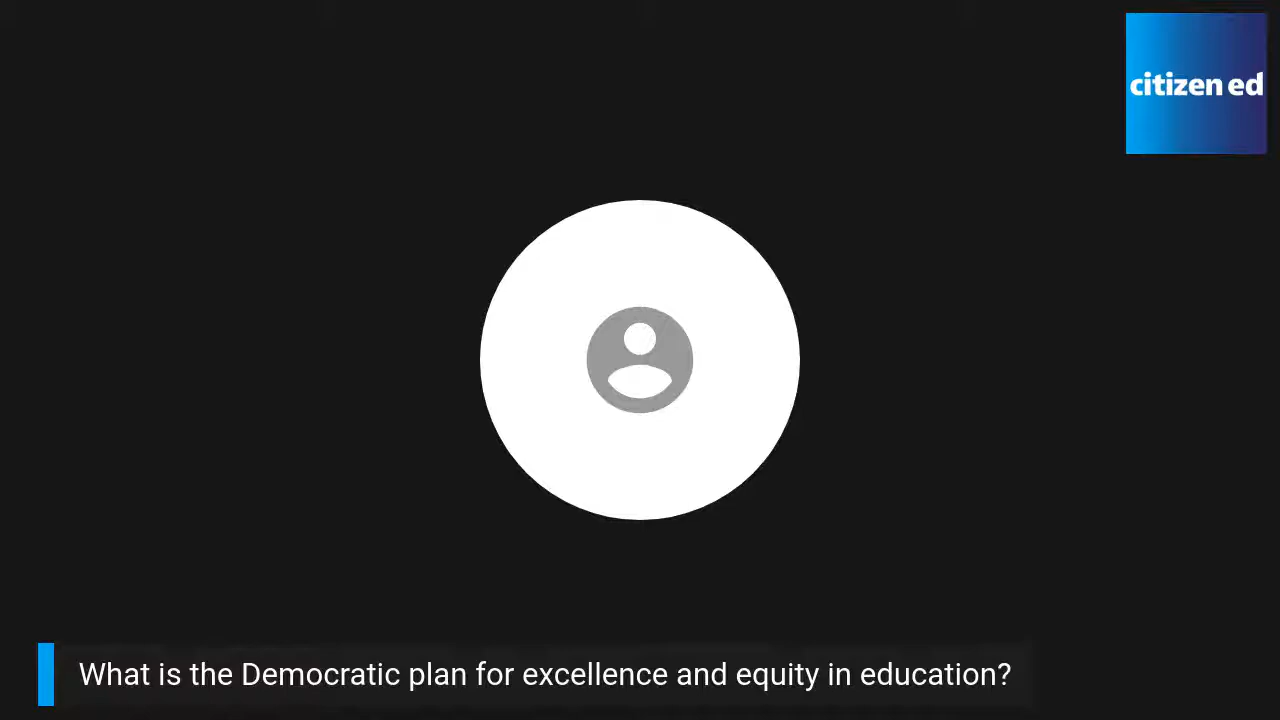 citizen ed
What is the Democratic plan for excellence and equity in education?